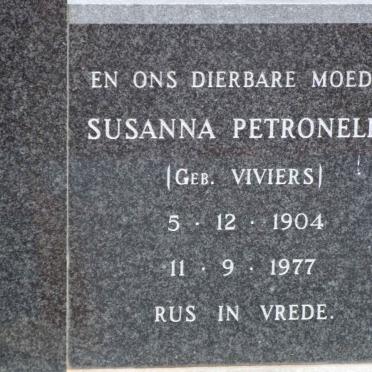 EN ONS DIERBARE MOED
SUSANNA PETRONELL
(GEB. VIVIERS)
5 · 12 · 1904
11 · 9 · 1977
RUS IN VREDE.